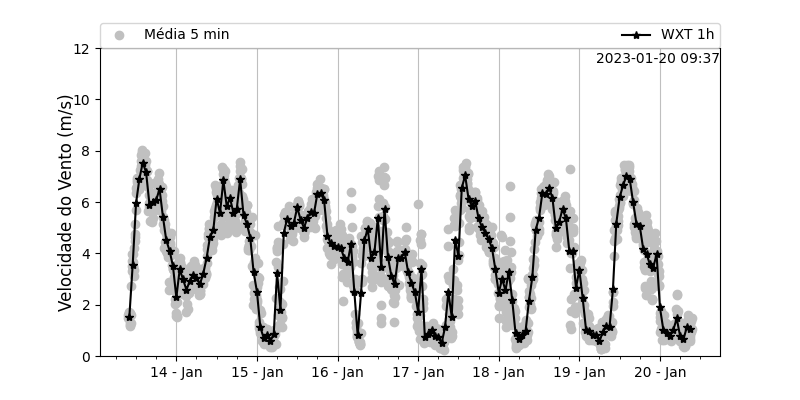 Média 5 min
WXT 1h
2023-01-20 09:37
Velocidade do Vento (m/s)
12
10
8
6
4
2
0
14 - Jan
15 - Jan
16 - Jan
17 - Jan
18 - Jan
19 - Jan
20 - Jan